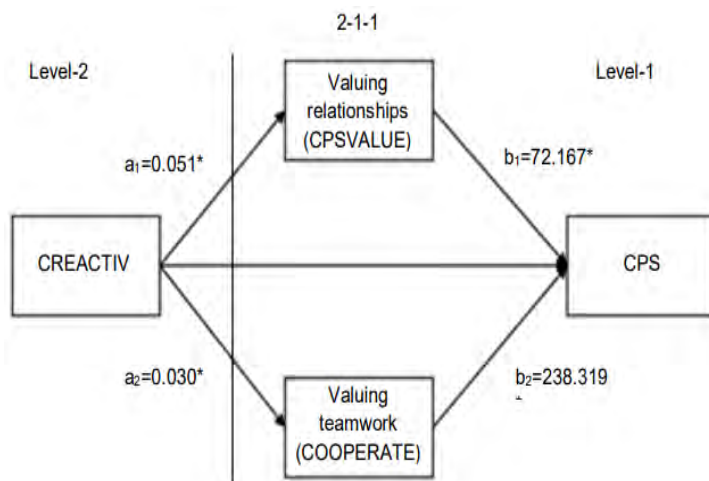 2-1-1
Level-2
Level-1
Valuing
relationships
(CPSVALUE)
a₁=0.051*
b₁=72.167*
CREACTIV
CPS
a₂=0.030*
b₂=238.319
Valuing
teamwork
(COOPERATE)